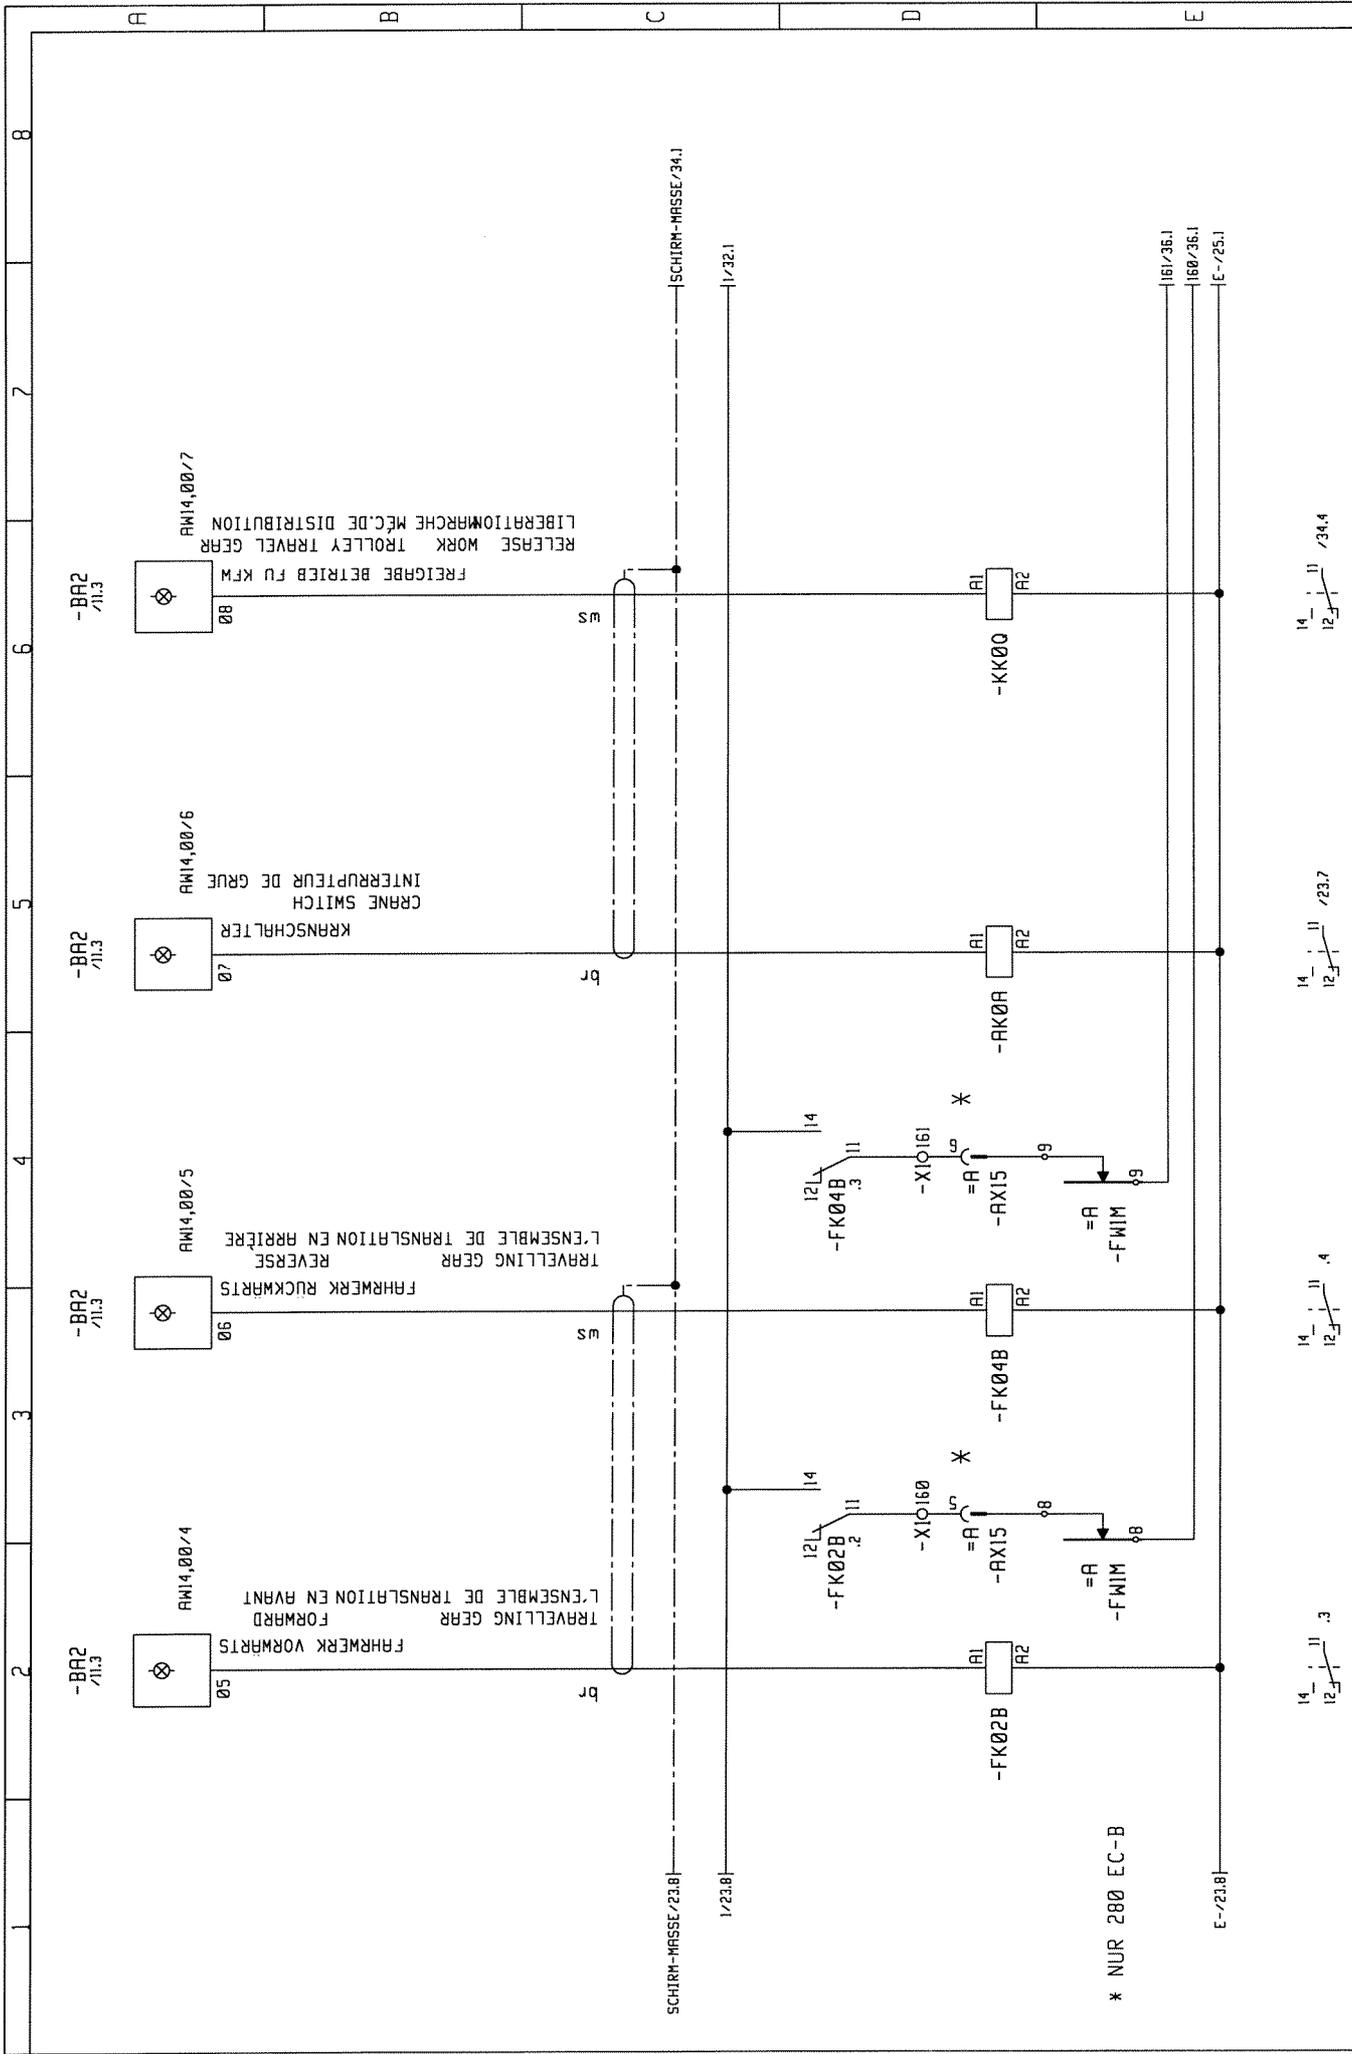 1 2 3 4 5 6 7 8
A
B
C
D
E
-BA2
/11.3
AW14,00/4
05
FAHRWERK VORWÄRTS
TRAVELLING GEAR FORWARD
L'ENSEMBLE DE TRANSLATION EN AVANT
br
-BA2
/11.3
AW14,00/5
06
FAHRWERK RÜCKWÄRTS
TRAVELLING GEAR REVERSE
L'ENSEMBLE DE TRANSLATION EN ARRIÈRE
ws
-BA2
/11.3
AW14,00/6
07
KRANSCHALTER
CRANE SWITCH
INTERRUPTEUR DE GRUE
br
-BA2
/11.3
AW14,00/7
08
FREIGABE BETRIEB FU KFW
RELEASE WORK TROLLEY TRAVEL GEAR
LIBERATIONMARCHE MÉC.DE DISTRIBUTION
ws
SCHIRM-MASSE/23.8
SCHIRM-MASSE/34.1
1/23.8
1/32.1
12 14
-FK02B 11
.2
-X1 160
5
=A
-AX15
*
8
=A
-FW1M
8
12 14
-FK04B 11
.3
-X1 161
6
=A
-AX15
*
9
=A
-FW1M
9
A1
-FK02B
A2
A1
-FK04B
A2
A1
-AK0A
A2
A1
-KK0Q
A2
* NUR 280 EC-B
161/36.1
160/36.1
E-/23.8
E-/25.1
14
12 11 .3
14
12 11 .4
14
12 11 /23.7
14
12 11 /34.4